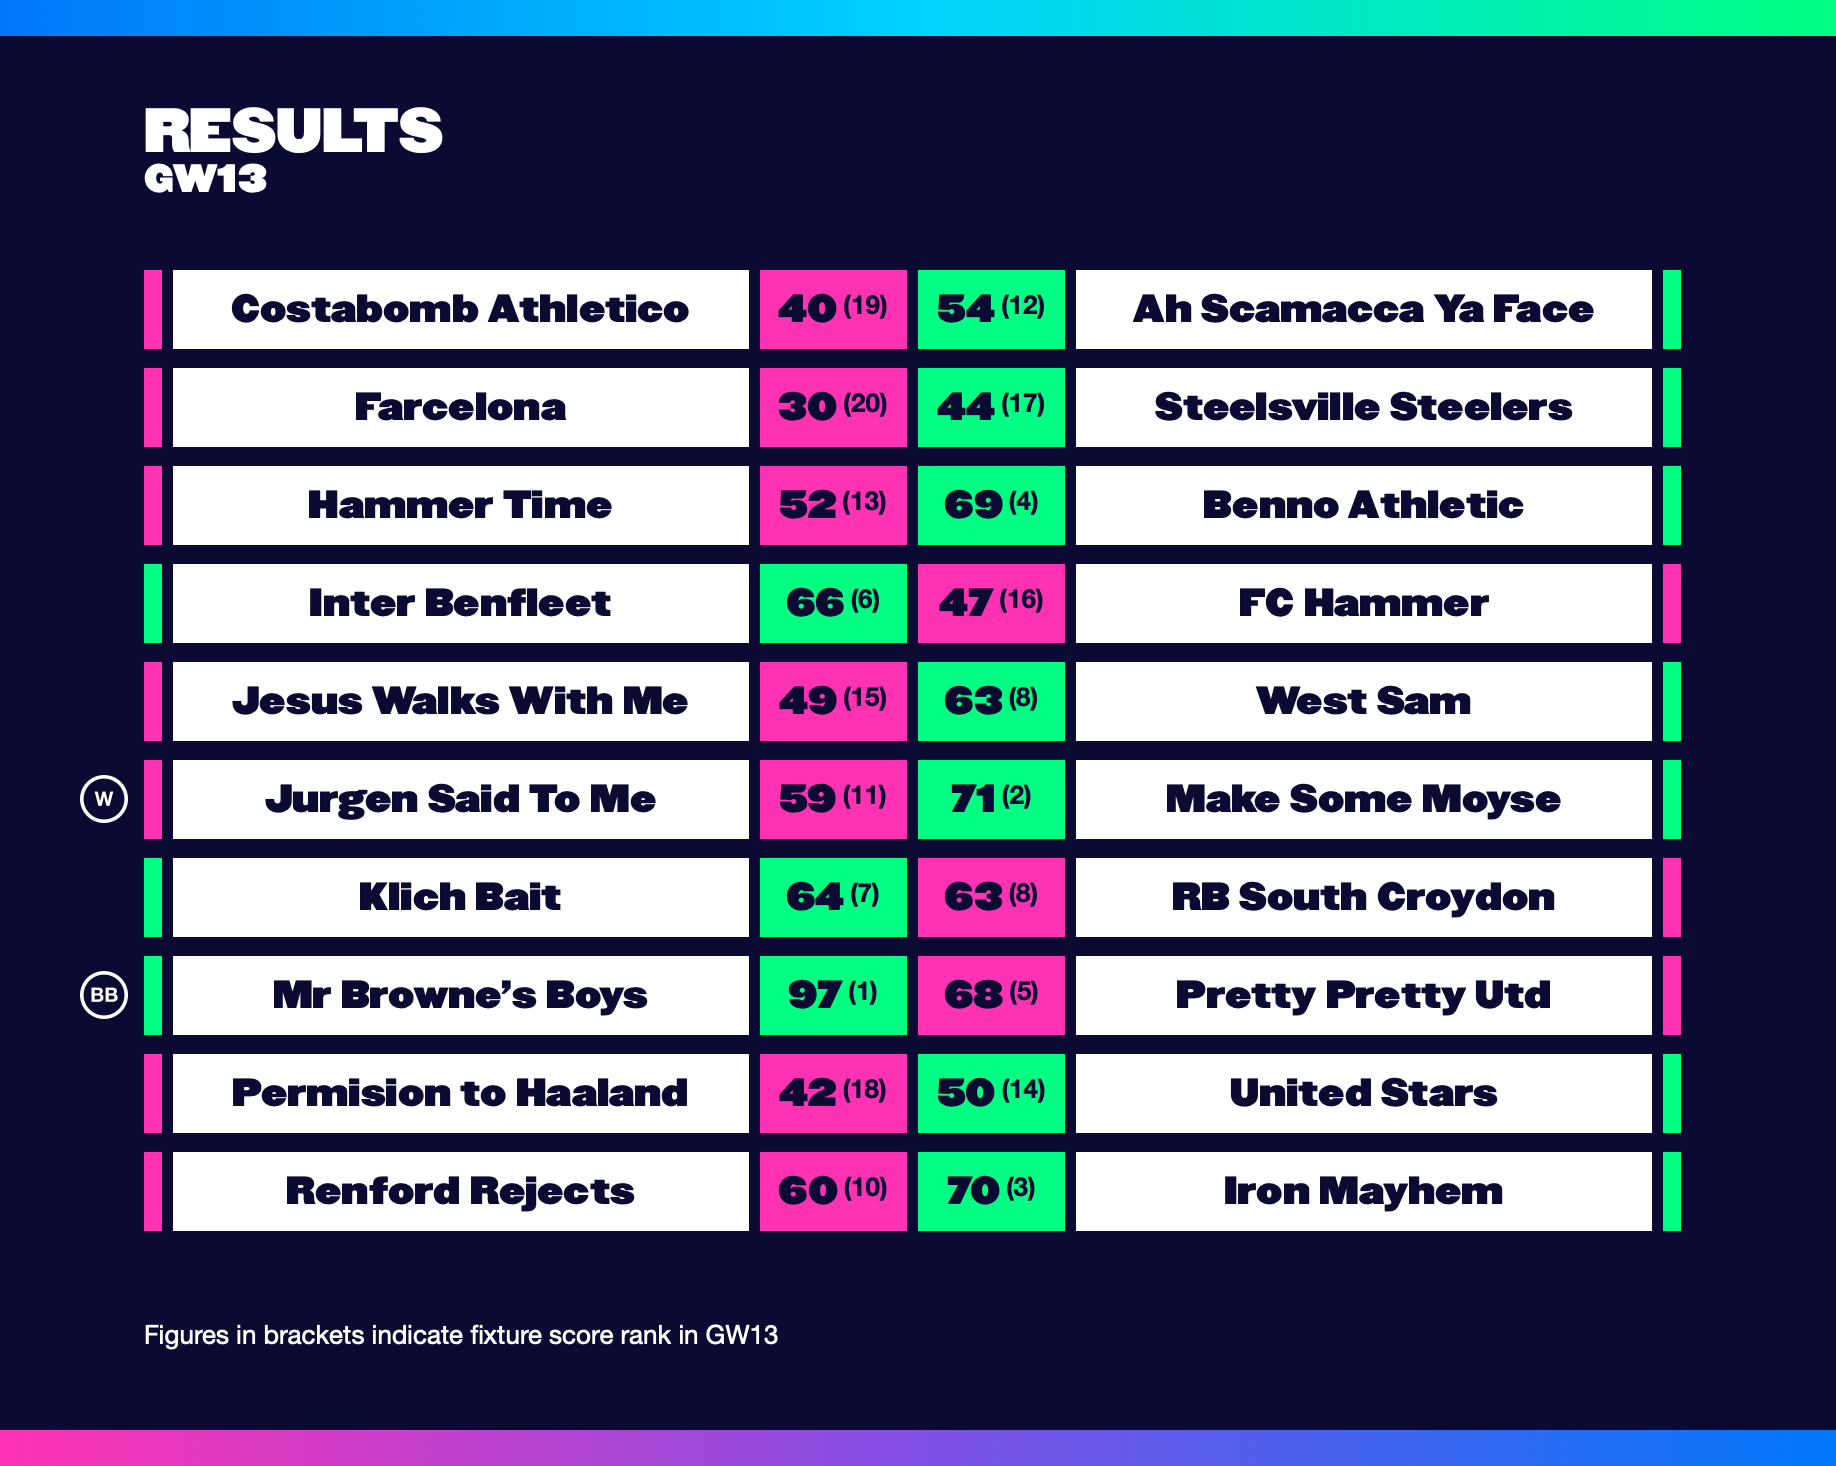 RESULTS
GW13
Costabomb Athletico 40 (19) 54 (12) Ah Scamacca Ya Face
Farcelona 30 (20) 44 (17) Steelsville Steelers
Hammer Time 52 (13) 69 (4) Benno Athletic
Inter Benfleet 66 (6) 47 (16) FC Hammer
Jesus Walks With Me 49 (15) 63 (8) West Sam
W Jurgen Said To Me 59 (11) 71 (2) Make Some Moyse
Klich Bait 64 (7) 63 (8) RB South Croydon
BB Mr Browne’s Boys 97 (1) 68 (5) Pretty Pretty Utd
Permision to Haaland 42 (18) 50 (14) United Stars
Renford Rejects 60 (10) 70 (3) Iron Mayhem
Figures in brackets indicate fixture score rank in GW13